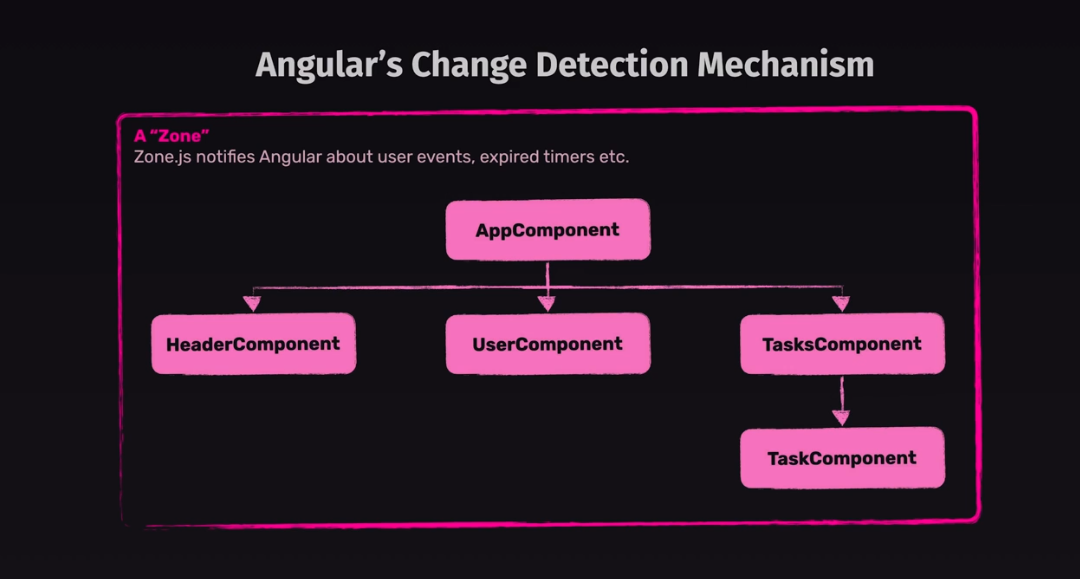 Angular’s Change Detection Mechanism
A “Zone”
Zone.js notifies Angular about user events, expired timers etc.
AppComponent
HeaderComponent
UserComponent
TasksComponent
TaskComponent